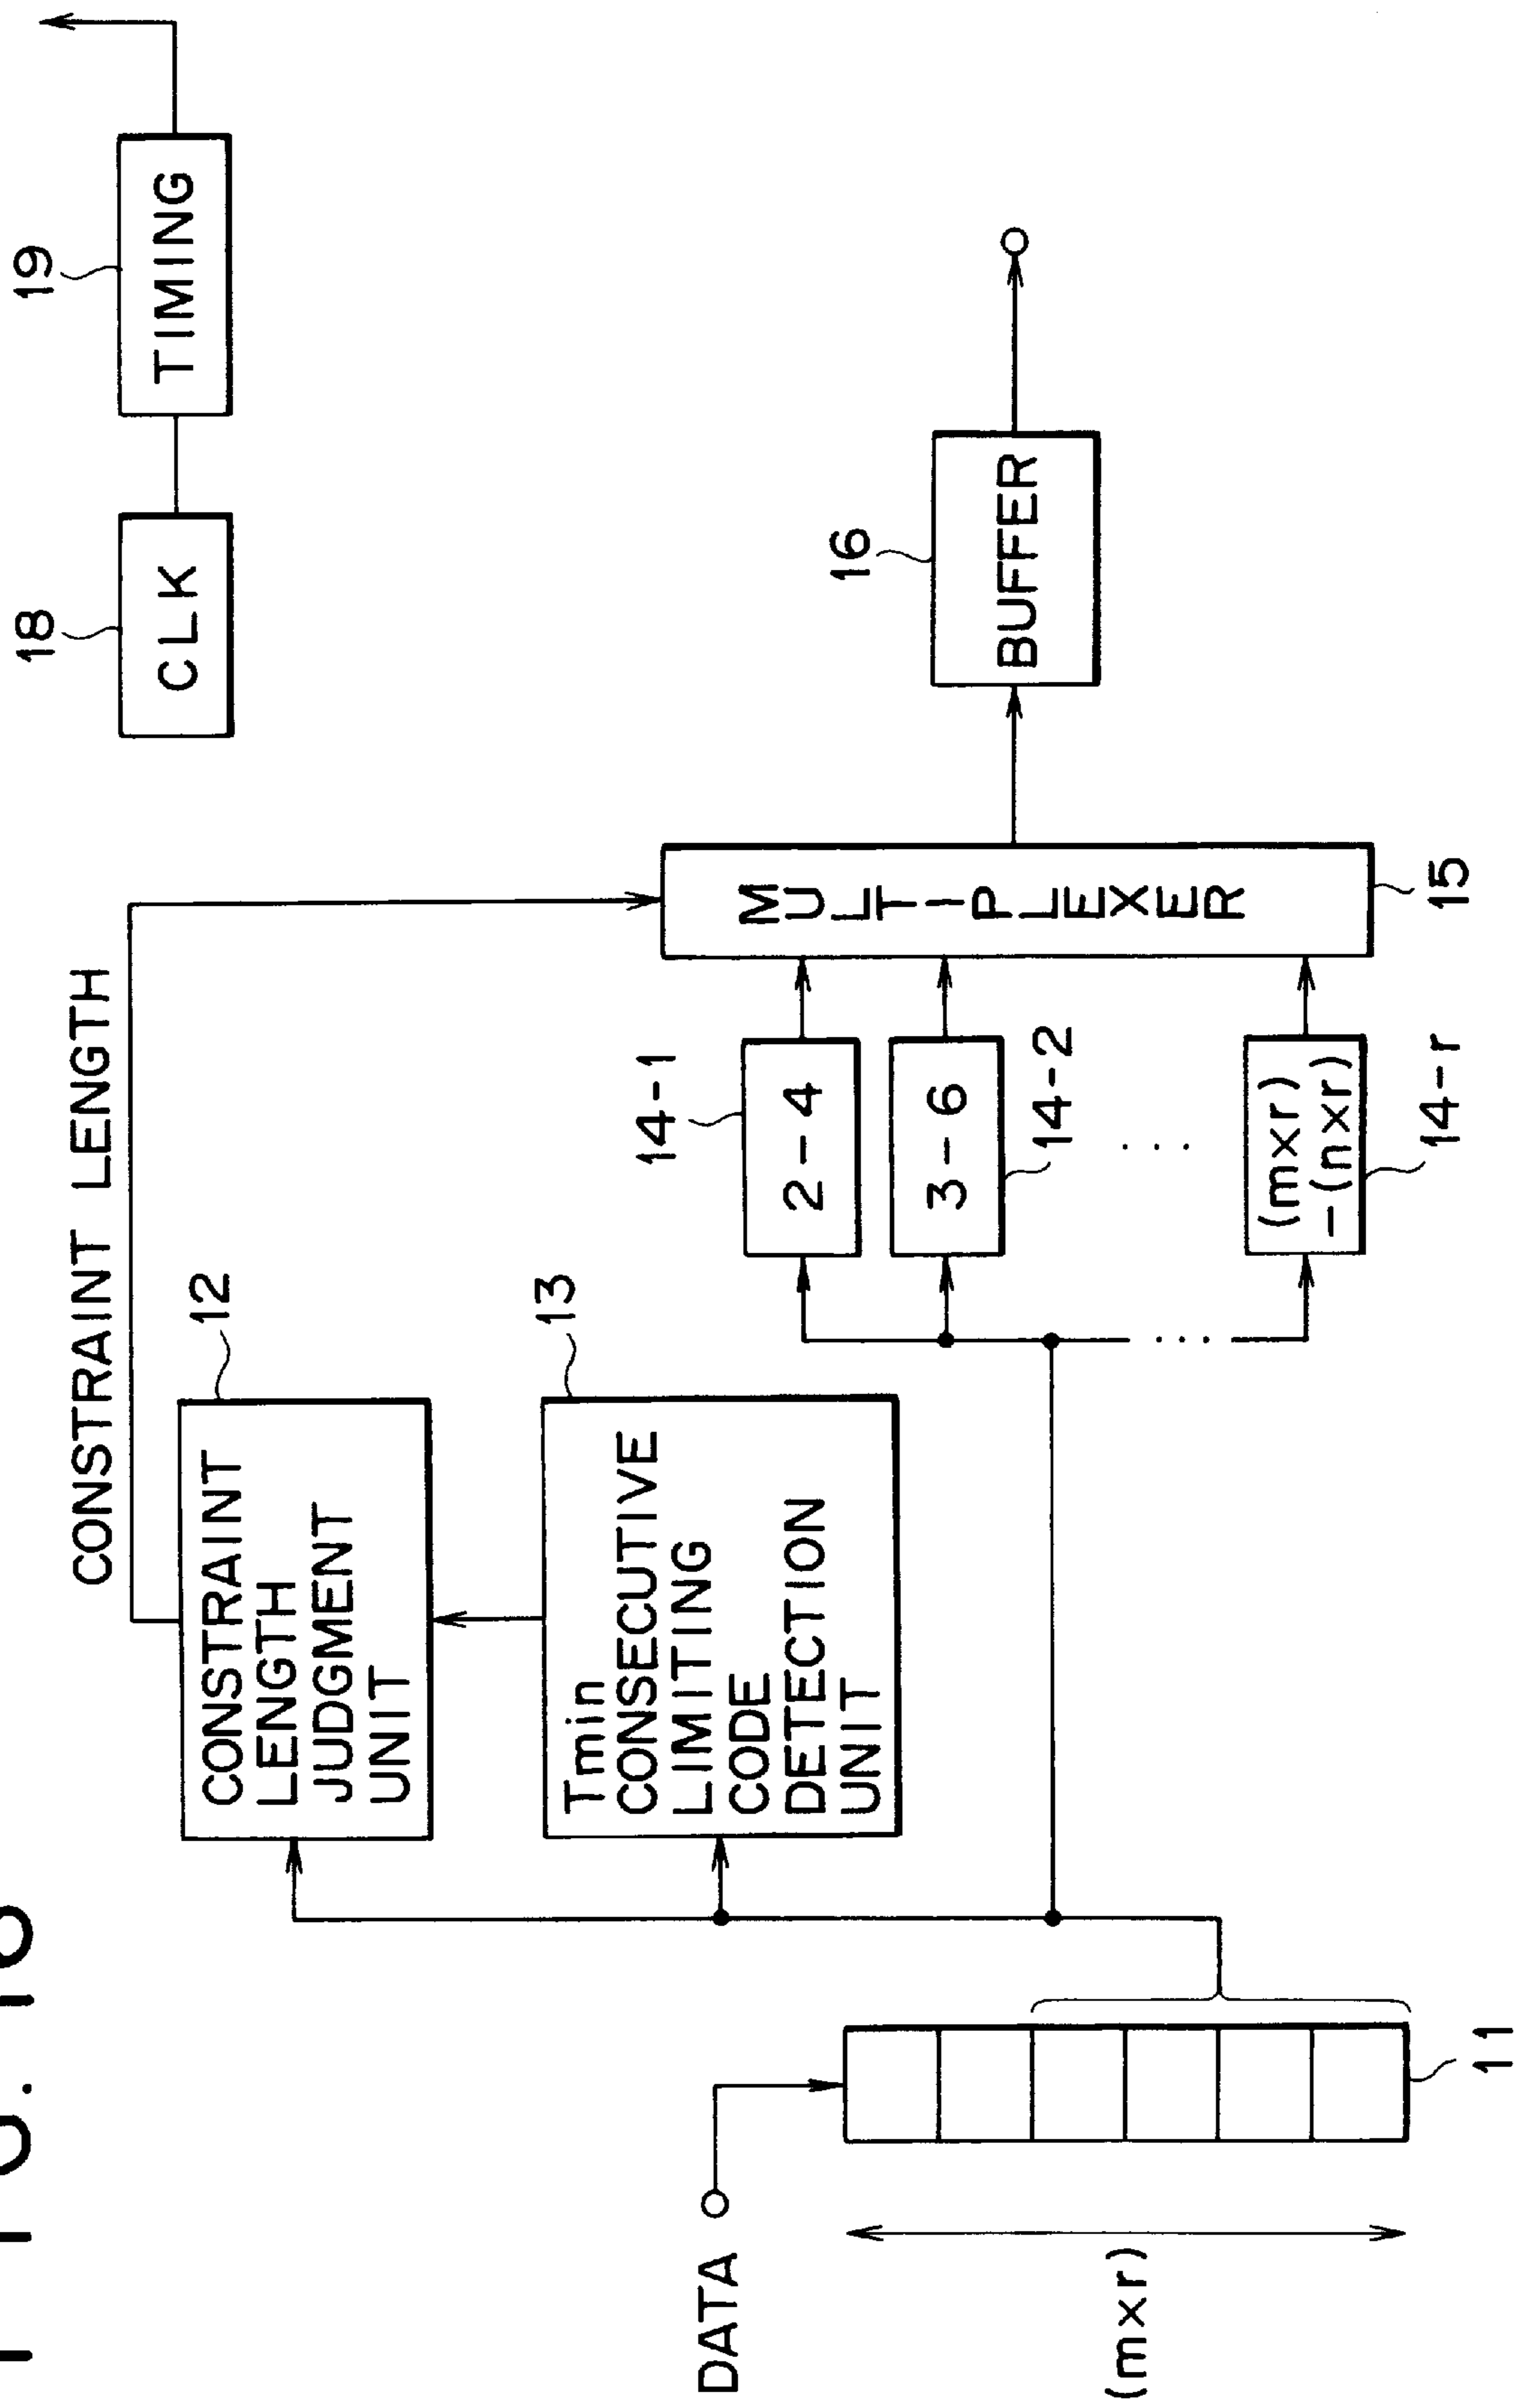 18
19
CLK
TIMING
CONSTRAINT LENGTH
12
CONSTRAINT
LENGTH
JUDGMENT
UNIT
13
Tmin
CONSECUTIVE
LIMITING
CODE
DETECTION
UNIT
14-1
2-4
3-6
14-2
...
...
(m×r)
-(n×r)
14-r
MULTIPLEXER
15
16
BUFFER
DATA
(m×r)
11